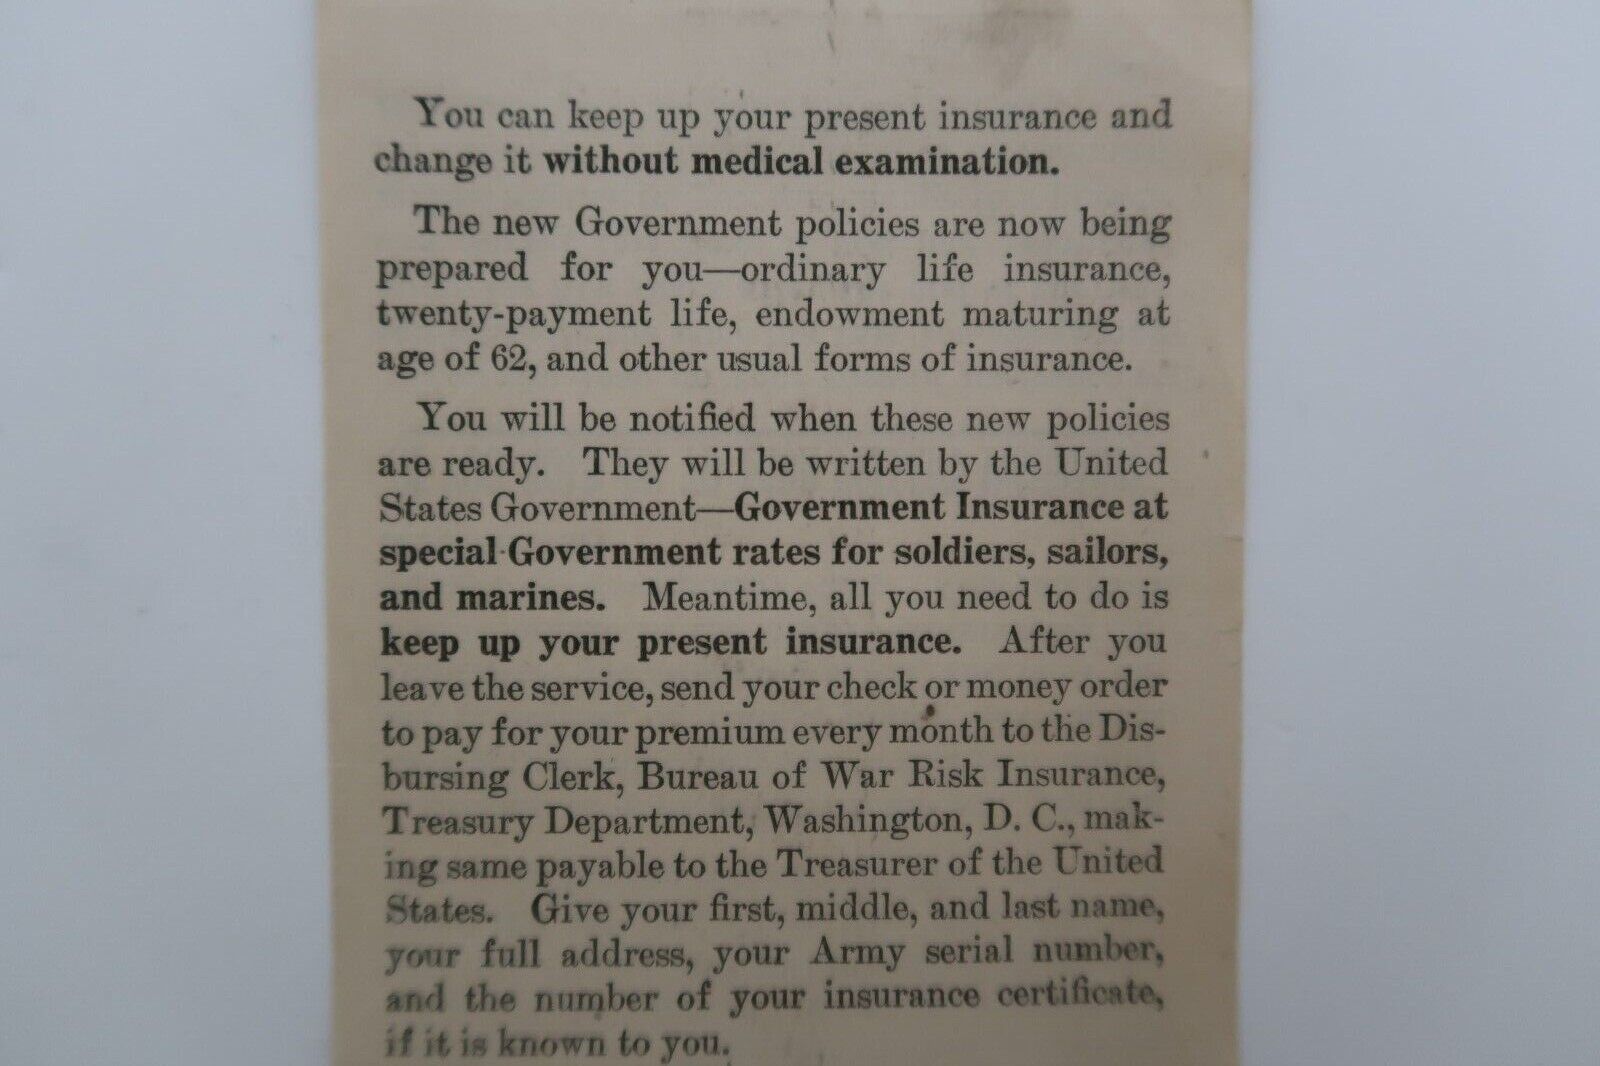 You can keep up your present insurance and
change it without medical examination.
The new Government policies are now being
prepared for you—ordinary life insurance,
twenty-payment life, endowment maturing at
age of 62, and other usual forms of insurance.
You will be notified when these new policies
are ready. They will be written by the United
States Government—Government Insurance at
special Government rates for soldiers, sailors,
and marines. Meantime, all you need to do is
keep up your present insurance. After you
leave the service, send your check or money order
to pay for your premium every month to the Dis-
bursing Clerk, Bureau of War Risk Insurance,
Treasury Department, Washington, D. C., mak-
ing same payable to the Treasurer of the United
States. Give your first, middle, and last name,
your full address, your Army serial number,
and the number of your insurance certificate,
if it is known to you.